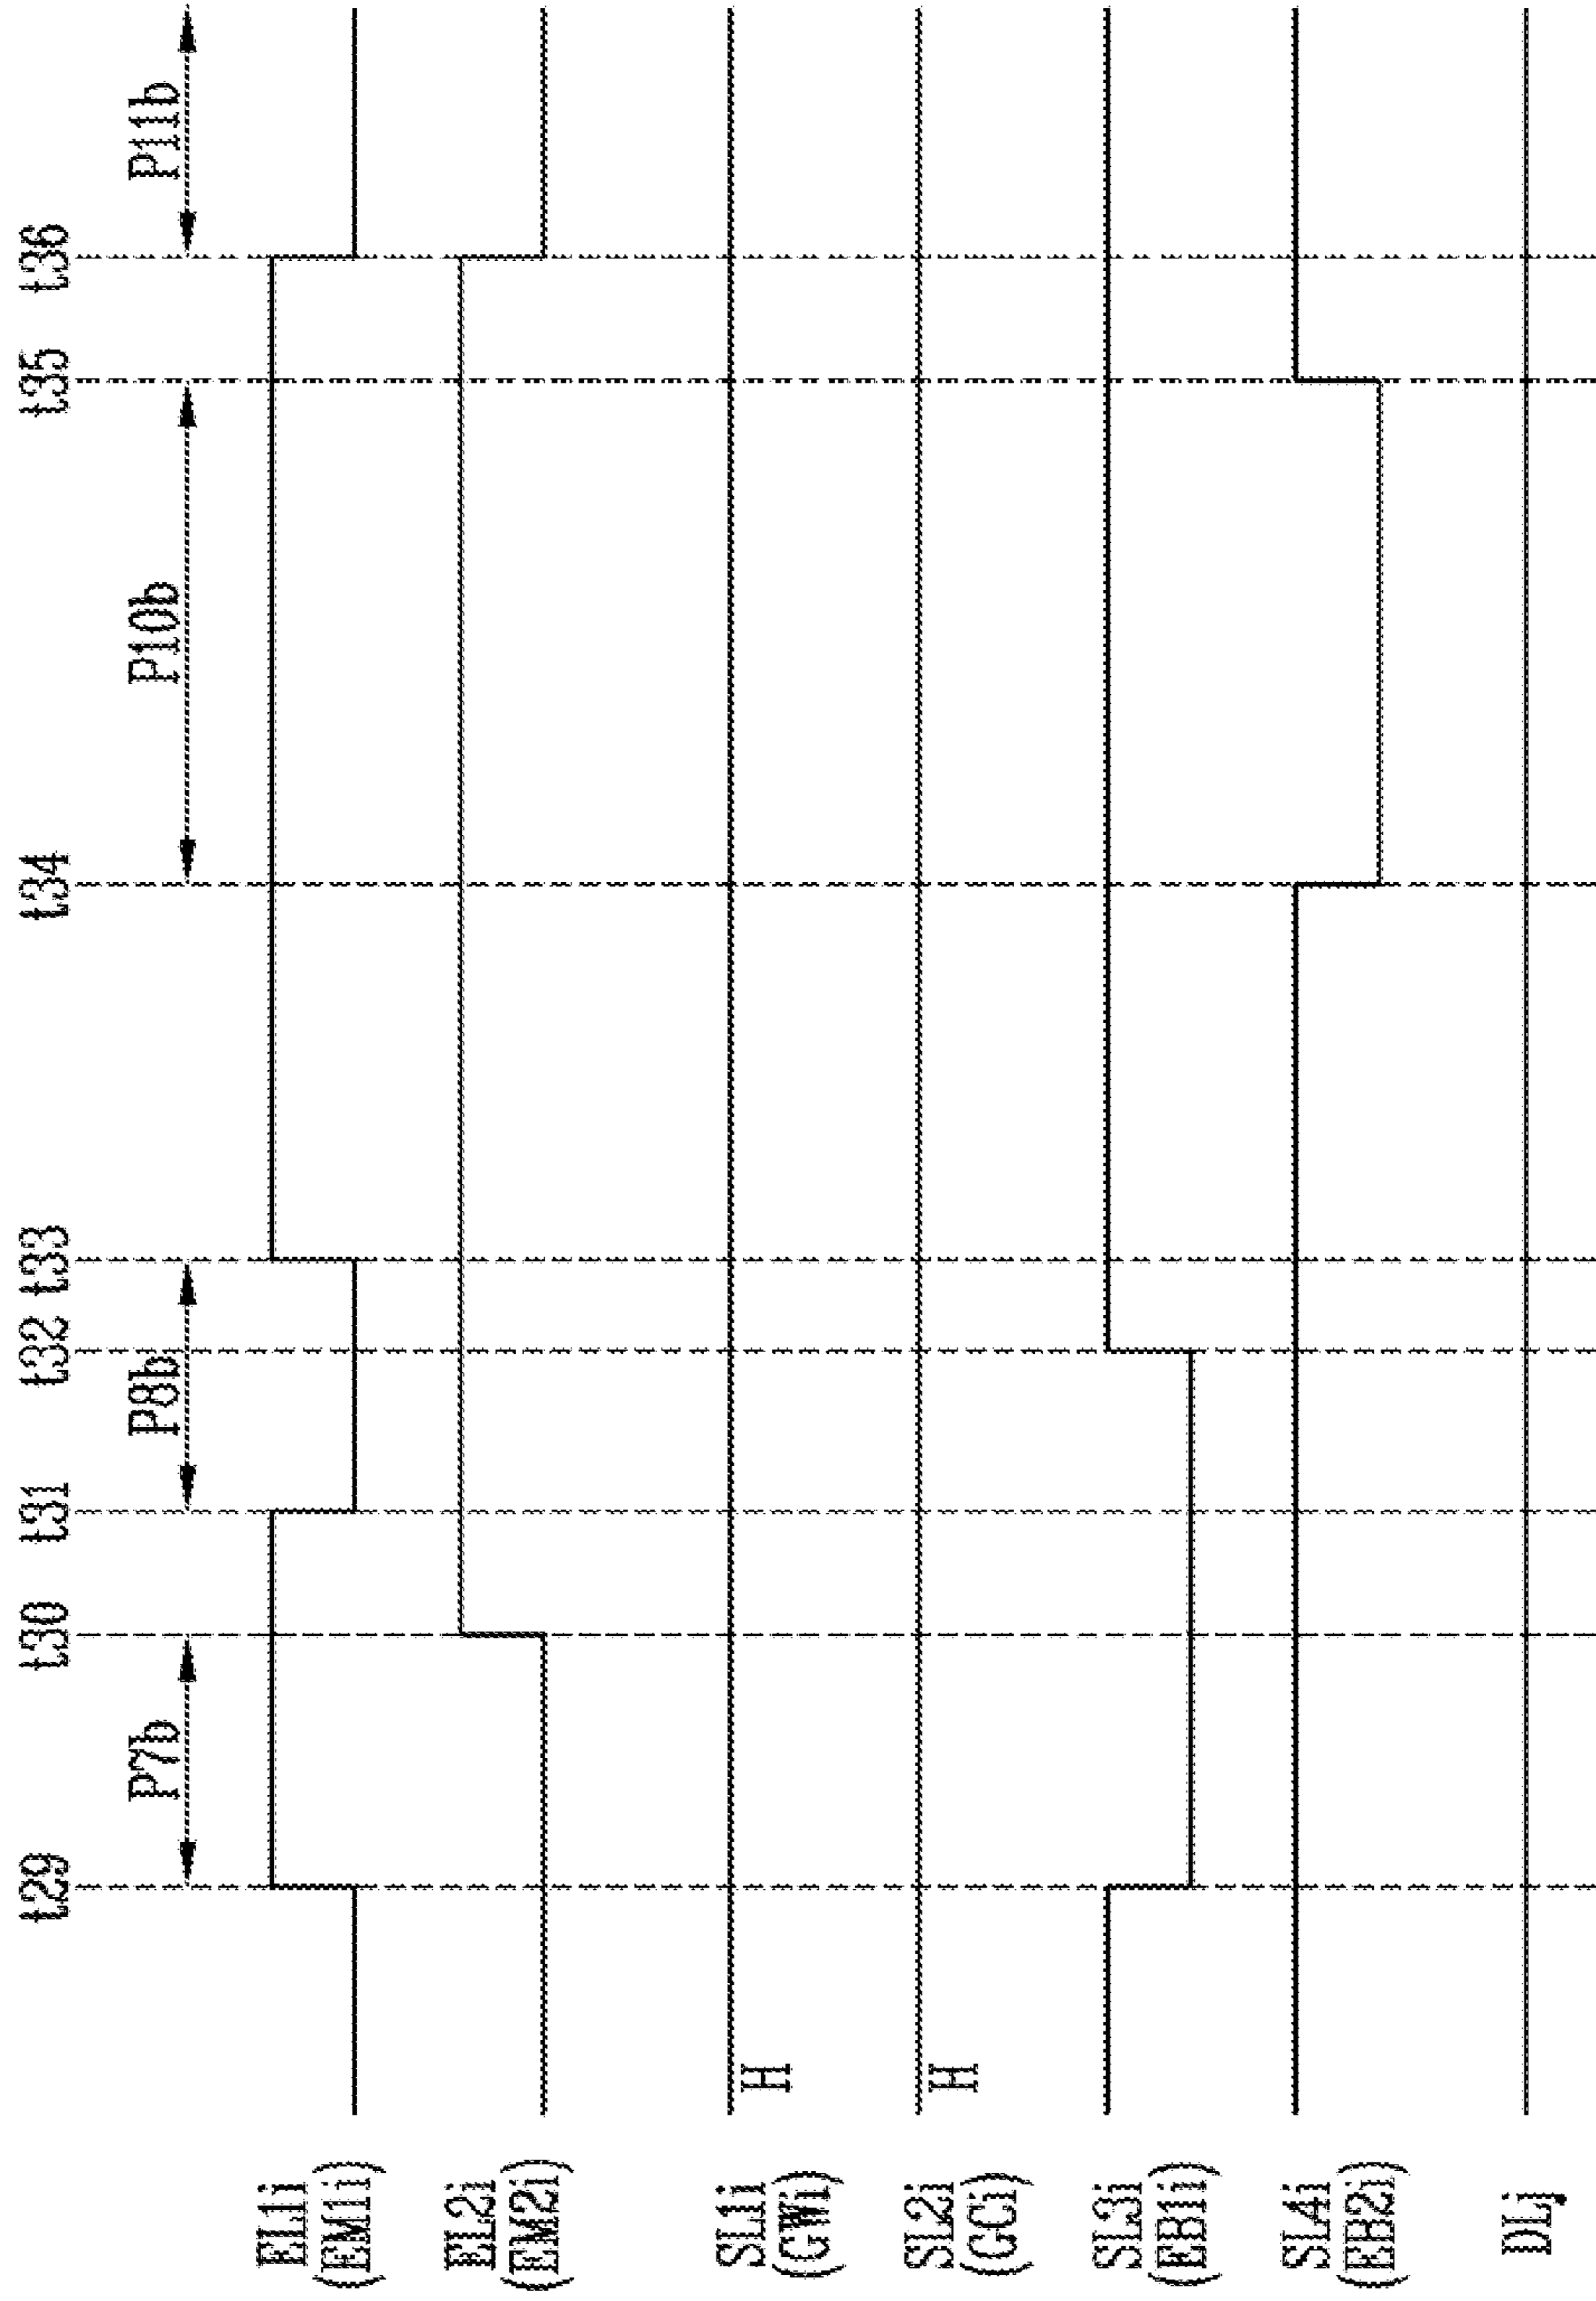 t29
t30
t31
t32
t33
t34
t35
t36
P7b
P8b
P10b
P11b
EL1i
(EM1i)
EL2i
(EM2i)
SL1i
(GWi)
H
SL2i
(GCi)
H
SL3i
(EB1i)
SL4i
(EB2i)
DLj